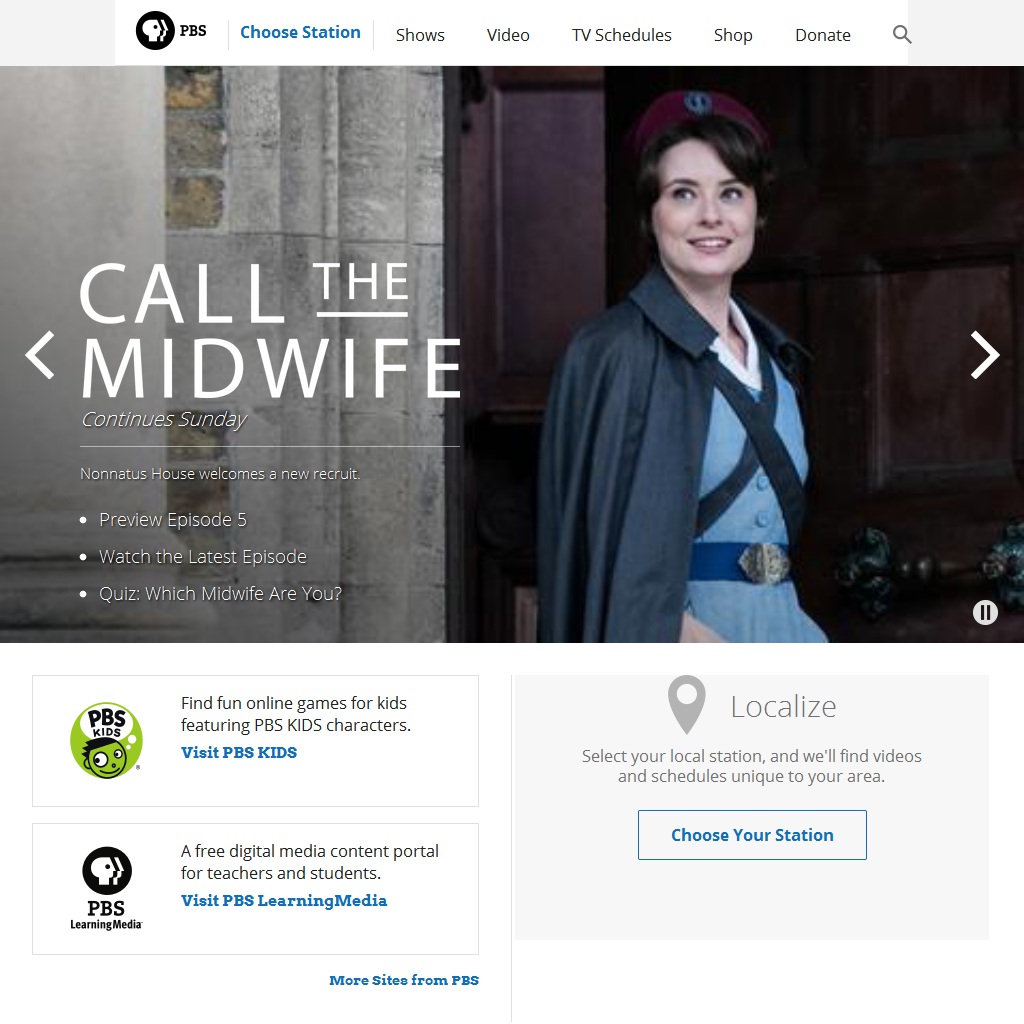 PBS
Choose Station
Shows
Video
TV Schedules
Shop
Donate
CALL THE
MIDWIFE
Continues Sunday
Nonnatus House welcomes a new recruit.
Preview Episode 5
Watch the Latest Episode
Quiz: Which Midwife Are You?
PBS
KIDS
Find fun online games for kids
featuring PBS KIDS characters.
Visit PBS KIDS
PBS
LearningMedia
A free digital media content portal
for teachers and students.
Visit PBS LearningMedia
More Sites from PBS
Localize
Select your local station, and we'll find videos
and schedules unique to your area.
Choose Your Station